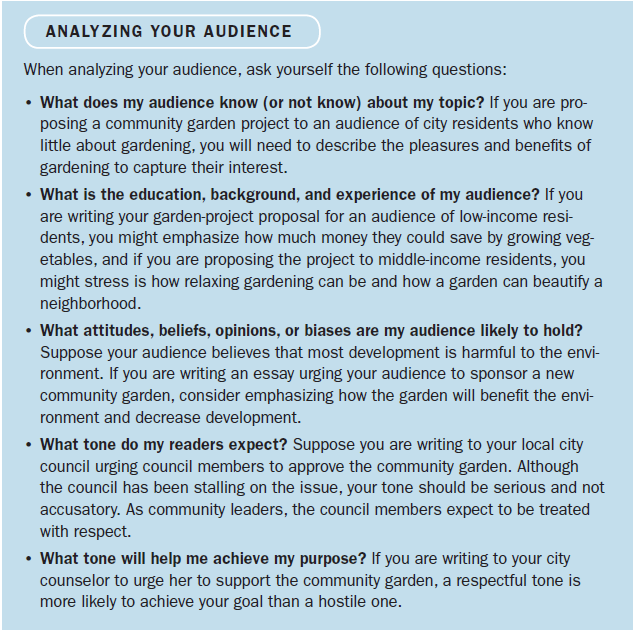 ANALYZING YOUR AUDIENCE
When analyzing your audience, ask yourself the following questions:
• What does my audience know (or not know) about my topic? If you are pro-
posing a community garden project to an audience of city residents who know
little about gardening, you will need to describe the pleasures and benefits of
gardening to capture their interest.
• What is the education, background, and experience of my audience? If you
are writing your garden-project proposal for an audience of low-income resi-
dents, you might emphasize how much money they could save by growing veg-
etables, and if you are proposing the project to middle-income residents, you
might stress is how relaxing gardening can be and how a garden can beautify a
neighborhood.
• What attitudes, beliefs, opinions, or biases are my audience likely to hold?
Suppose your audience believes that most development is harmful to the envi-
ronment. If you are writing an essay urging your audience to sponsor a new
community garden, consider emphasizing how the garden will benefit the envi-
ronment and decrease development.
• What tone do my readers expect? Suppose you are writing to your local city
council urging council members to approve the community garden. Although
the council has been stalling on the issue, your tone should be serious and not
accusatory. As community leaders, the council members expect to be treated
with respect.
• What tone will help me achieve my purpose? If you are writing to your city
counselor to urge her to support the community garden, a respectful tone is
more likely to achieve your goal than a hostile one.